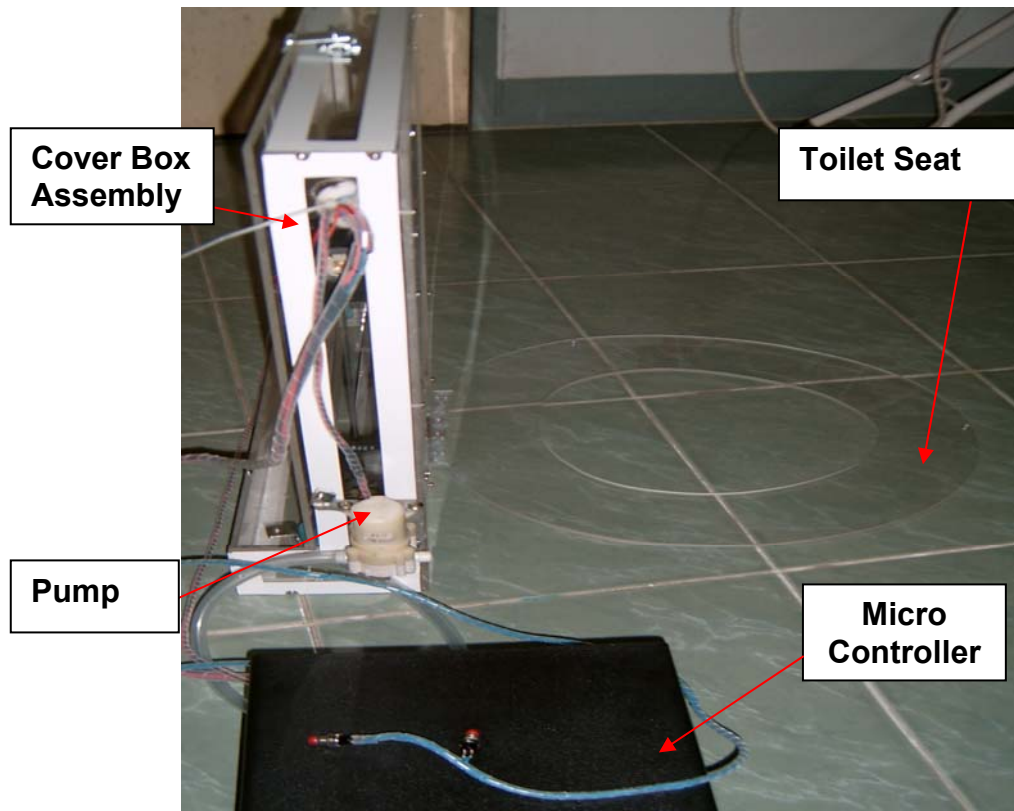 Cover Box
Assembly
Toilet Seat
Pump
Micro
Controller